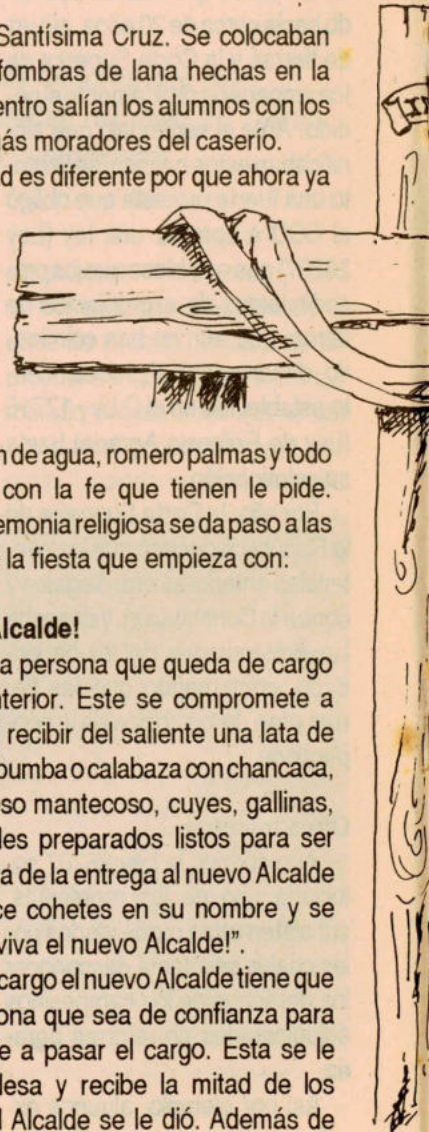 Santísima Cruz. Se colocaban
fombras de lana hechas en la
entro salían los alumnos con los
ás moradores del caserío.
d es diferente por que ahora ya
n de agua, romero palmas y todo
con la fe que tienen le pide.
emonia religiosa se da paso a las
la fiesta que empieza con:
Alcalde!
a persona que queda de cargo
nterior. Este se compromete a
recibir del saliente una lata de
pumba o calabaza con chancaca,
so mantecoso, cuyes, gallinas,
les preparados listos para ser
á de la entrega al nuevo Alcalde
ce cohetes en su nombre y se
viva el nuevo Alcalde!".
cargo el nuevo Alcalde tiene que
ona que sea de confianza para
e a pasar el cargo. Esta se le
lesa y recibe la mitad de los
l Alcalde se le dió. Además de